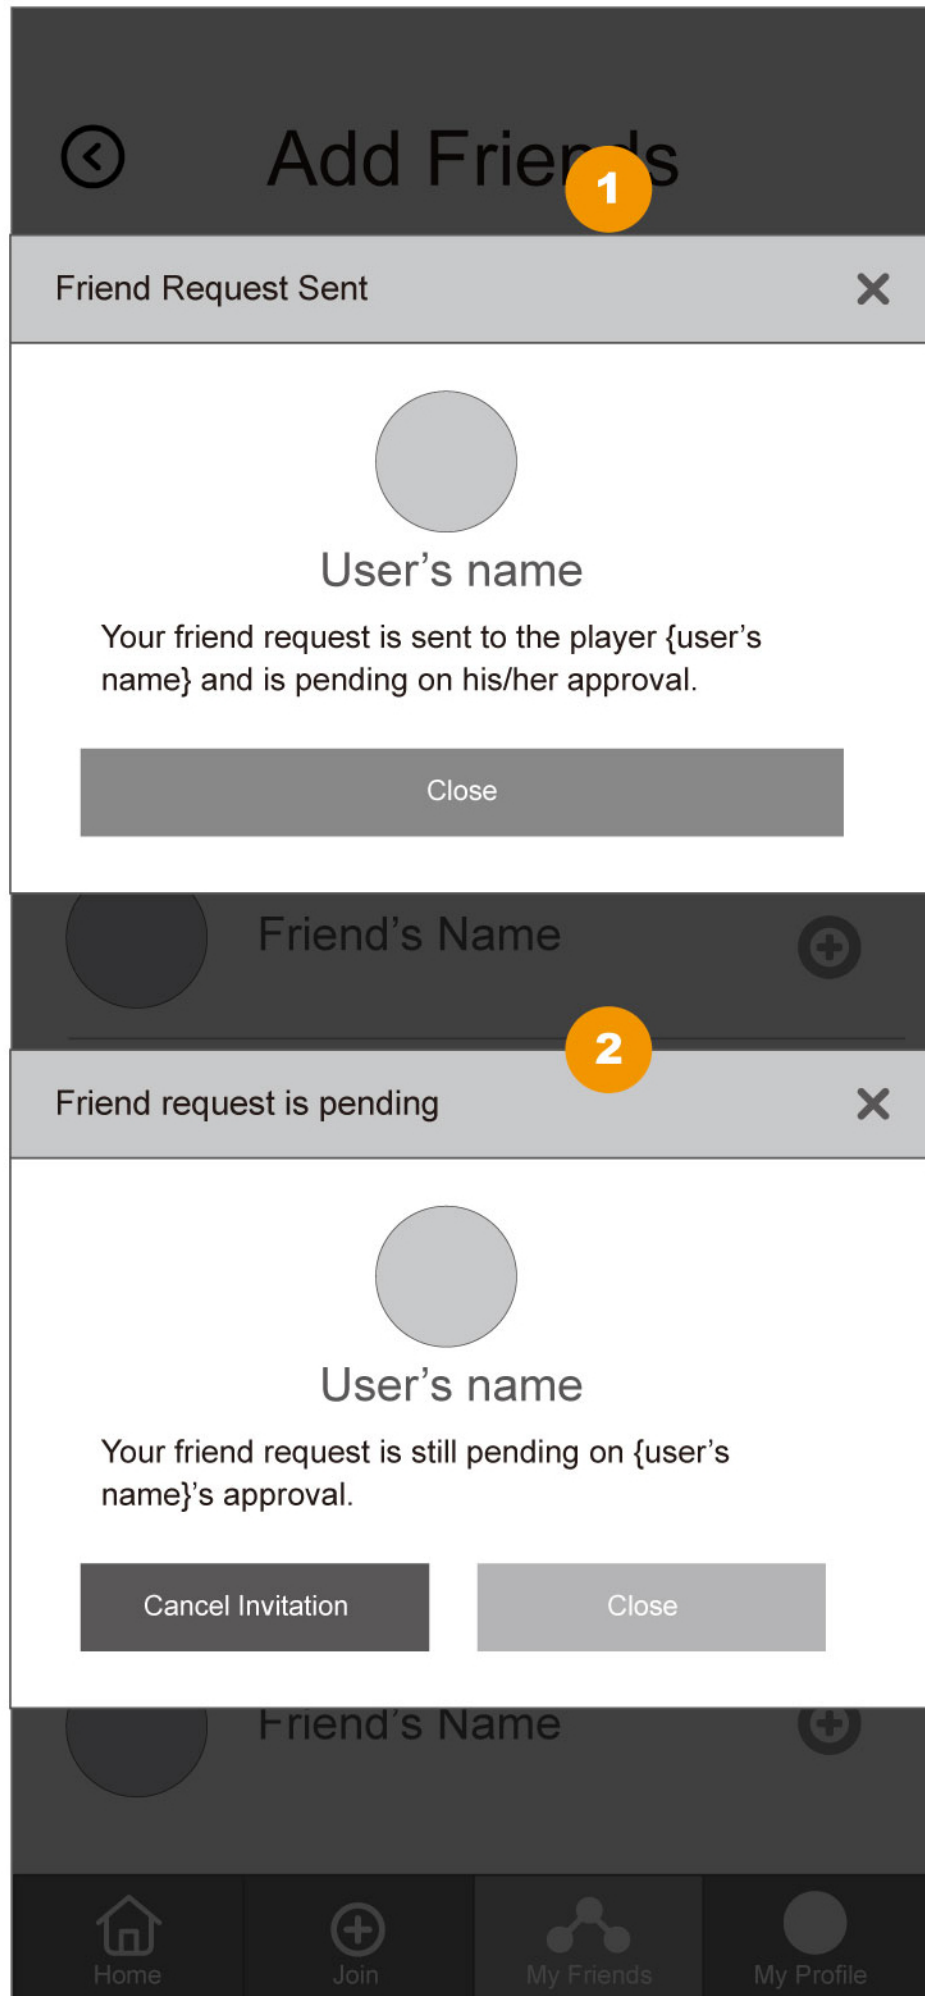 Add Friends
1
Friend Request Sent
User's name
Your friend request is sent to the player {user's
name} and is pending on his/her approval.
Close
Friend's Name
2
Friend request is pending
User's name
Your friend request is still pending on {user's
name}'s approval.
Cancel Invitation
Close
Friend's Name
Home
Join
My Friends
My Profile